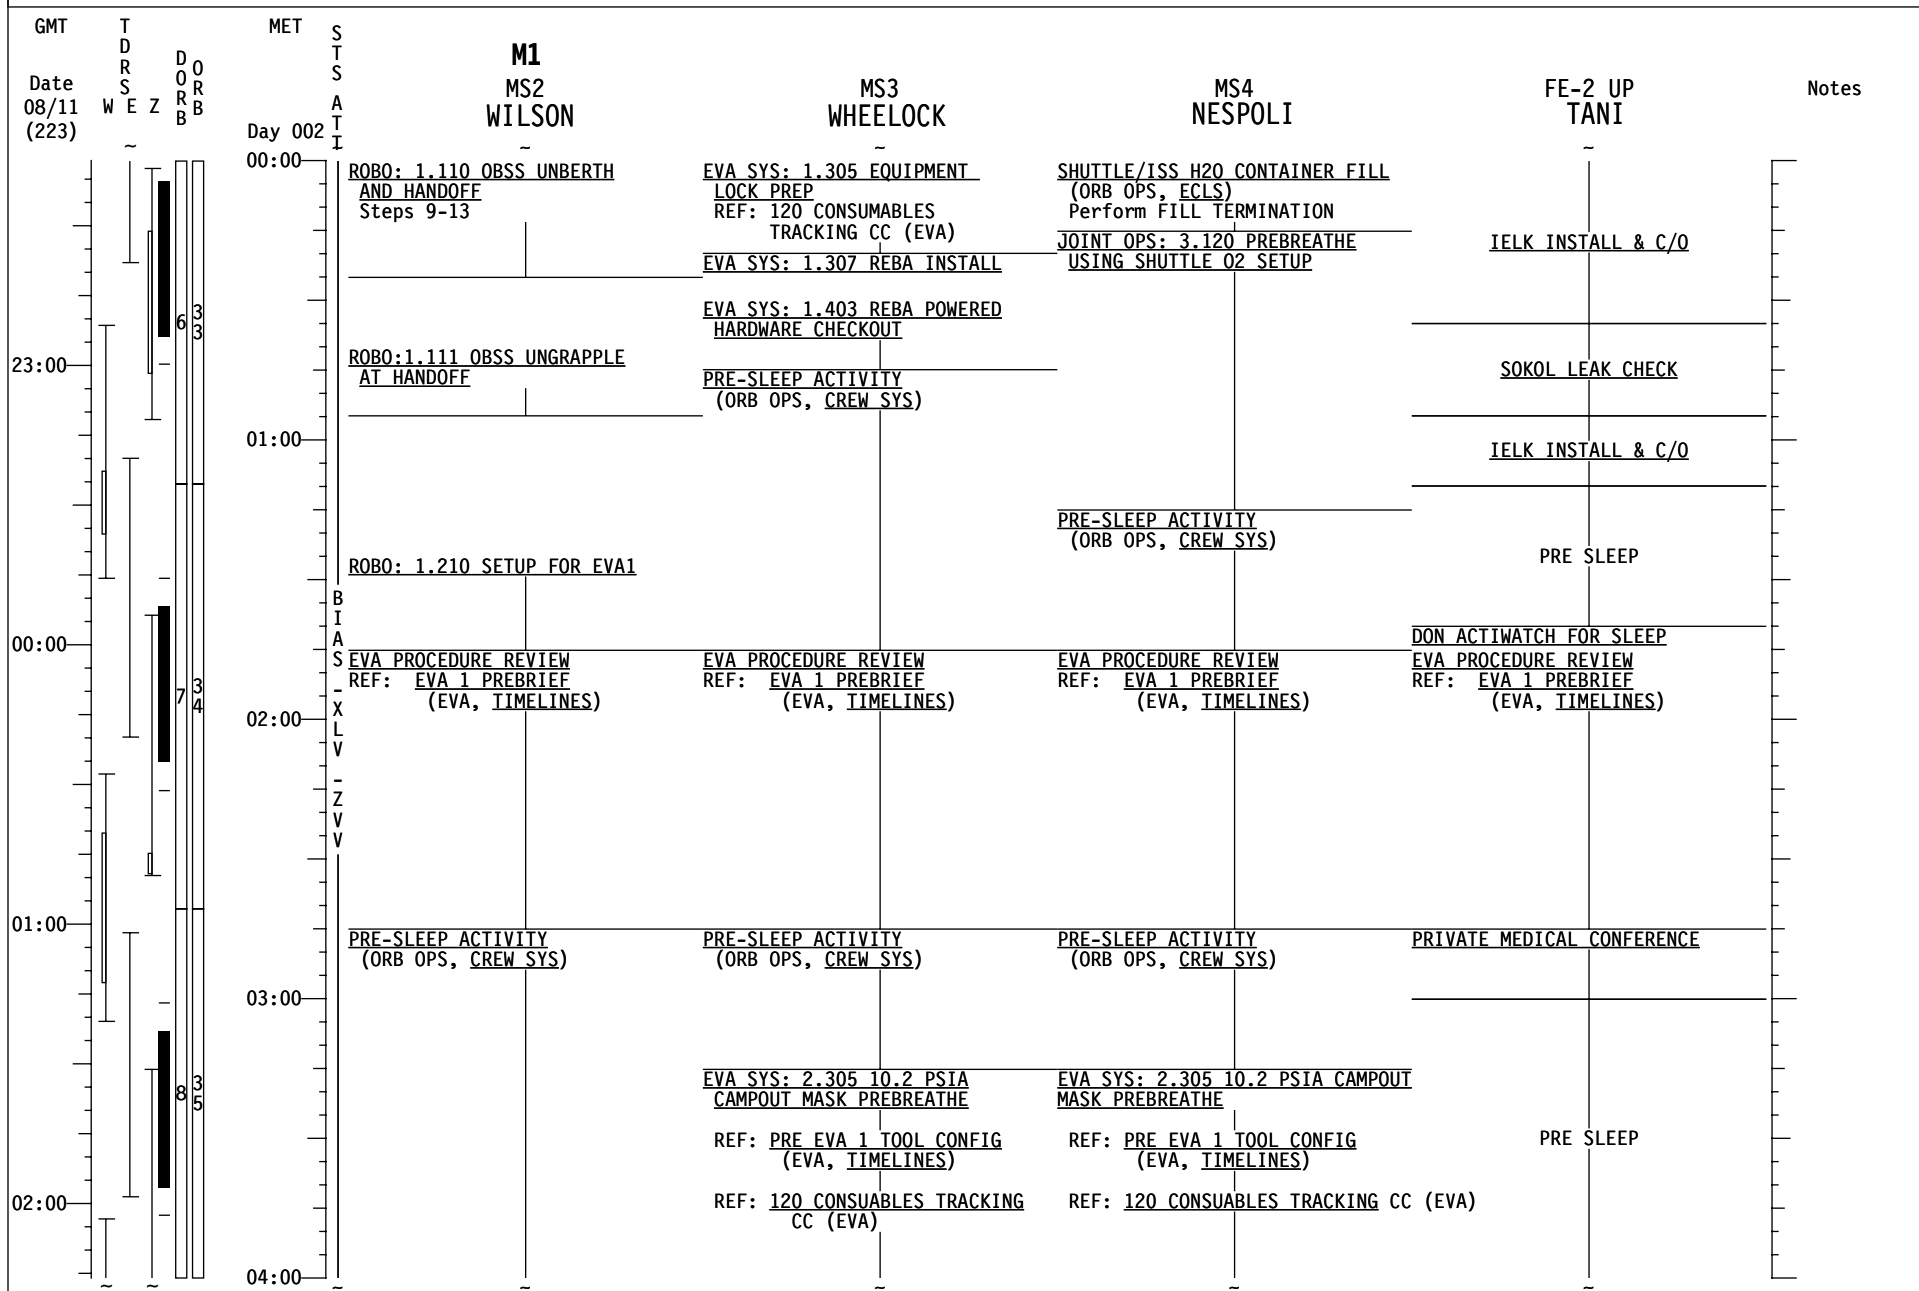 GMT
TDRS
W E Z
DORB
ORB
MET
STS ATT
Date
08/11
(223)
Day 002
M1
MS2
WILSON
MS3
WHEELOCK
MS4
NESPOLI
FE-2 UP
TANI
Notes
~ ~ ~ ~ ~
23:00
00:00
01:00
02:00
6
33
7
34
8
35
00:00
01:00
02:00
03:00
04:00
BIAS -XLV -ZVV
ROBO: 1.110 OBSS UNBERTH
AND HANDOFF
Steps 9-13
ROBO:1.111 OBSS UNGRAPPLE
AT HANDOFF
ROBO: 1.210 SETUP FOR EVA1
EVA PROCEDURE REVIEW
REF: EVA 1 PREBRIEF
(EVA, TIMELINES)
PRE-SLEEP ACTIVITY
(ORB OPS, CREW SYS)
EVA SYS: 1.305 EQUIPMENT
LOCK PREP
REF: 120 CONSUMABLES
TRACKING CC (EVA)
EVA SYS: 1.307 REBA INSTALL
EVA SYS: 1.403 REBA POWERED
HARDWARE CHECKOUT
PRE-SLEEP ACTIVITY
(ORB OPS, CREW SYS)
EVA PROCEDURE REVIEW
REF: EVA 1 PREBRIEF
(EVA, TIMELINES)
PRE-SLEEP ACTIVITY
(ORB OPS, CREW SYS)
EVA SYS: 2.305 10.2 PSIA
CAMPOUT MASK PREBREATHE
REF: PRE EVA 1 TOOL CONFIG
(EVA, TIMELINES)
REF: 120 CONSUABLES TRACKING
CC (EVA)
SHUTTLE/ISS H2O CONTAINER FILL
(ORB OPS, ECLS)
Perform FILL TERMINATION
JOINT OPS: 3.120 PREBREATHE
USING SHUTTLE O2 SETUP
PRE-SLEEP ACTIVITY
(ORB OPS, CREW SYS)
EVA PROCEDURE REVIEW
REF: EVA 1 PREBRIEF
(EVA, TIMELINES)
PRE-SLEEP ACTIVITY
(ORB OPS, CREW SYS)
EVA SYS: 2.305 10.2 PSIA CAMPOUT
MASK PREBREATHE
REF: PRE EVA 1 TOOL CONFIG
(EVA, TIMELINES)
REF: 120 CONSUABLES TRACKING CC (EVA)
IELK INSTALL & C/O
SOKOL LEAK CHECK
IELK INSTALL & C/O
PRE SLEEP
DON ACTIWATCH FOR SLEEP
EVA PROCEDURE REVIEW
REF: EVA 1 PREBRIEF
(EVA, TIMELINES)
PRIVATE MEDICAL CONFERENCE
PRE SLEEP